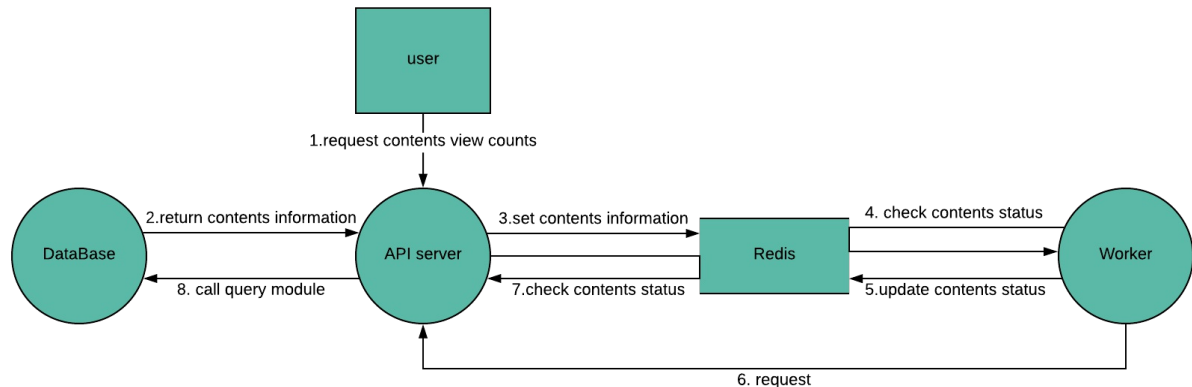 user
1.request contents view counts
2.return contents information
3.set contents information
4. check contents status
DataBase
API server
Redis
Worker
8. call query module
7.check contents status
5.update contents status
6. request